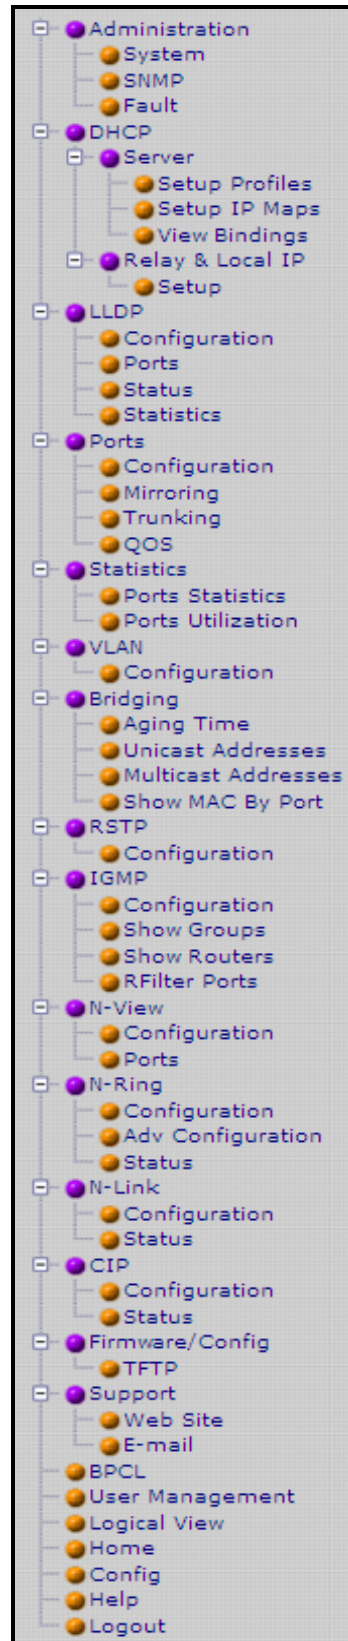 Administration
System
SNMP
Fault
DHCP
Server
Setup Profiles
Setup IP Maps
View Bindings
Relay & Local IP
Setup
LLDP
Configuration
Ports
Status
Statistics
Ports
Configuration
Mirroring
Trunking
QOS
Statistics
Ports Statistics
Ports Utilization
VLAN
Configuration
Bridging
Aging Time
Unicast Addresses
Multicast Addresses
Show MAC By Port
RSTP
Configuration
IGMP
Configuration
Show Groups
Show Routers
RFilter Ports
N-View
Configuration
Ports
N-Ring
Configuration
Adv Configuration
Status
N-Link
Configuration
Status
CIP
Configuration
Status
Firmware/Config
TFTP
Support
Web Site
E-mail
BPCL
User Management
Logical View
Home
Config
Help
Logout